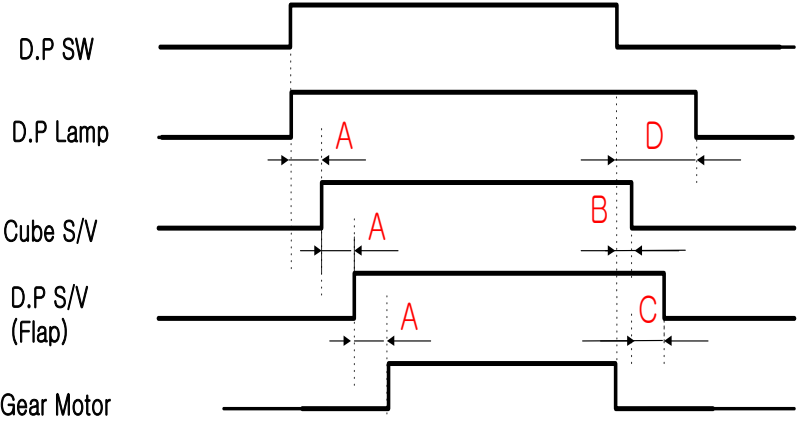 D.P SW
D.P Lamp
A
D
Cube S/V
A
B
D.P S/V
(Flap)
A
C
Gear Motor